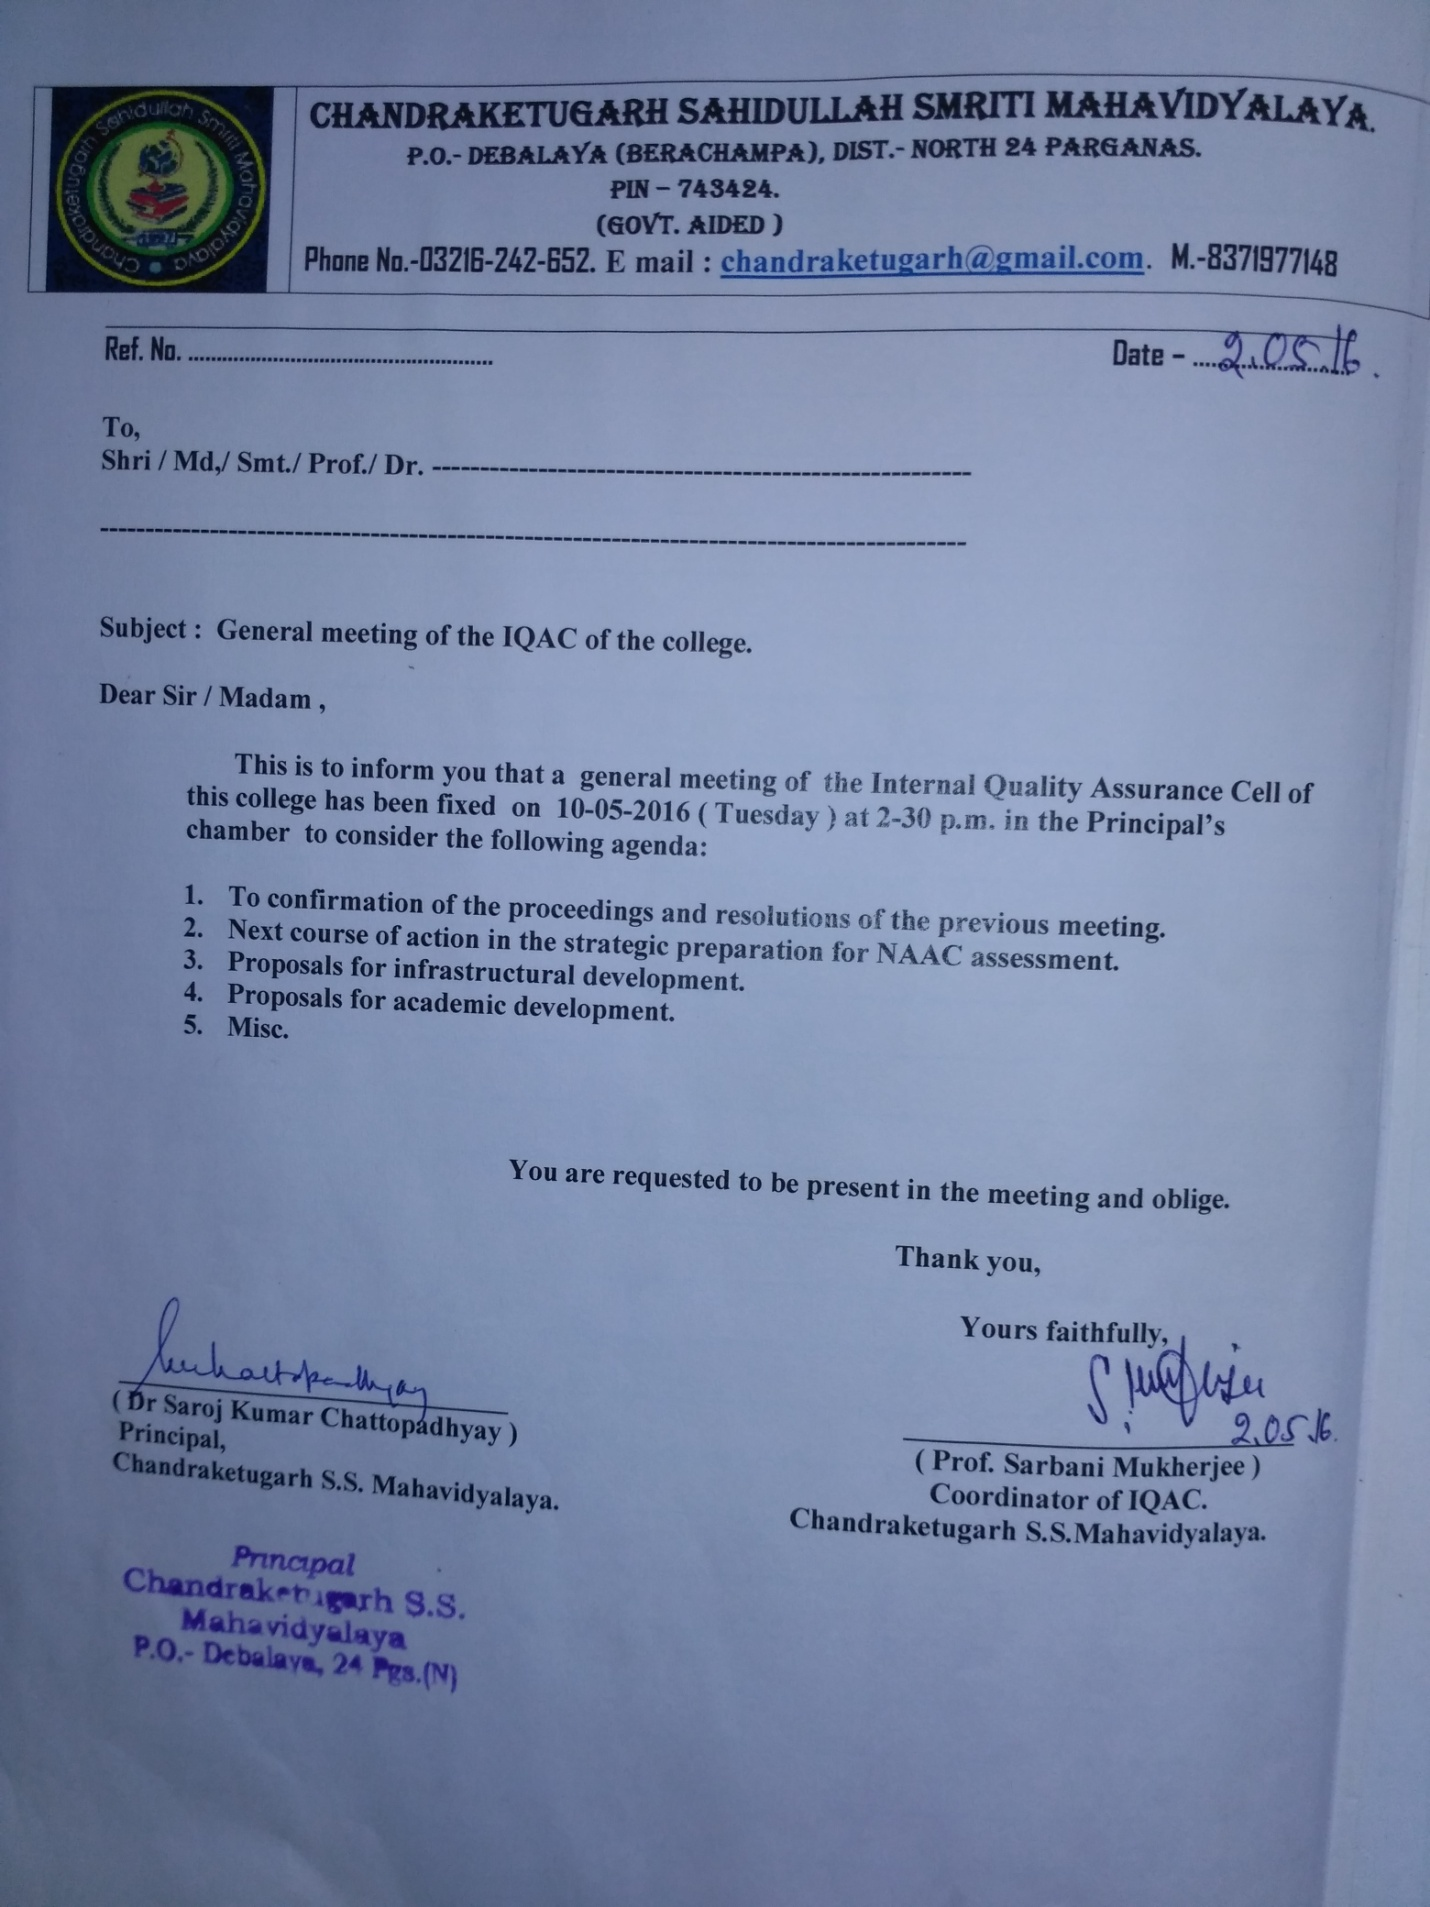 Chandraketugarh Sahidullah Smriti Mahavidyalaya
CHANDRAKETUGARH SAHIDULLAH SMRITI MAHAVIDYALAYA.
P.O.- DEBALAYA (BERACHAMPA), DIST.- NORTH 24 PARGANAS.
PIN – 743424.
(GOVT. AIDED )
Phone No.-03216-242-652. E mail : chandraketugarh@gmail.com. M.-8371977148
Ref. No. ......................................................
Date – ....2.05.16.
To,
Shri / Md,/ Smt./ Prof./ Dr. ----------------------------------------------------------
----------------------------------------------------------------------------------------------
Subject : General meeting of the IQAC of the college.
Dear Sir / Madam ,
This is to inform you that a general meeting of the Internal Quality Assurance Cell of
this college has been fixed on 10-05-2016 ( Tuesday ) at 2-30 p.m. in the Principal's
chamber to consider the following agenda:
1. To confirmation of the proceedings and resolutions of the previous meeting.
2. Next course of action in the strategic preparation for NAAC assessment.
3. Proposals for infrastructural development.
4. Proposals for academic development.
5. Misc.
You are requested to be present in the meeting and oblige.
Thank you,
Yours faithfully,
2.05.16.
( Dr Saroj Kumar Chattopadhyay )
Principal,
Chandraketugarh S.S. Mahavidyalaya.
( Prof. Sarbani Mukherjee )
Coordinator of IQAC.
Chandraketugarh S.S.Mahavidyalaya.
Principal
Chandraketugarh S.S.
Mahavidyalaya
P.O.- Debalaya, 24 Pgs.(N)